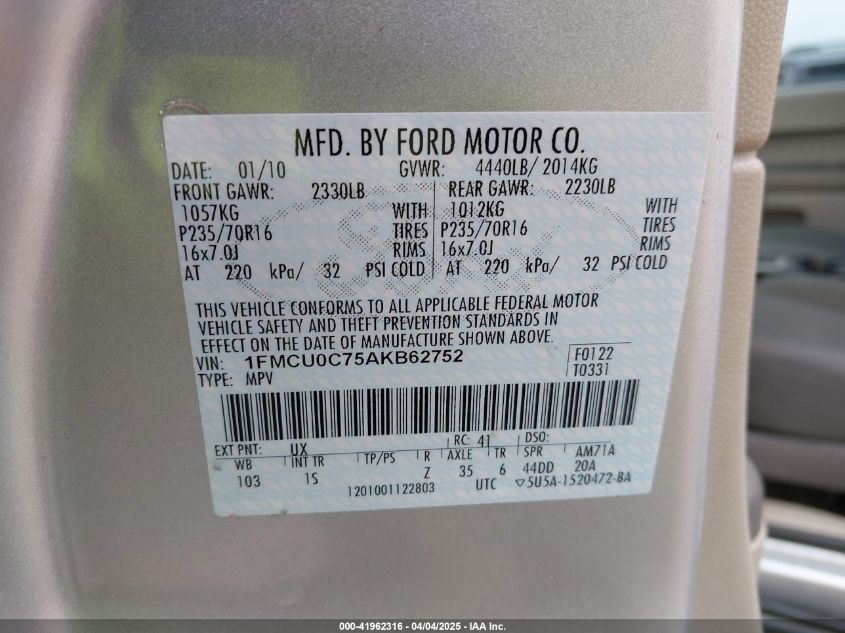 MFD. BY FORD MOTOR CO.
DATE: 01/10 GVWR: 4440LB/ 2014KG
FRONT GAWR: 2330LB REAR GAWR: 2230LB
1057KG WITH 1012KG WITH
P235/70R16 TIRES P235/70R16 TIRES
16x7.0J RIMS 16x7.0J RIMS
AT 220 kPa/ 32 PSI COLD AT 220 kPa/ 32 PSI COLD
THIS VEHICLE CONFORMS TO ALL APPLICABLE FEDERAL MOTOR
VEHICLE SAFETY AND THEFT PREVENTION STANDARDS IN
EFFECT ON THE DATE OF MANUFACTURE SHOWN ABOVE.
VIN: 1FMCU0C75AKB62752 F0122
TYPE: MPV T0331
EXT PNT: UX RC: 41 DSO:
WB INT TR TP/PS R AXLE TR SPR AM71A
103 1S Z 35 6 44DD 20A
1201001122803 UTC ▽5U5A-1520472-BA
000-41962316 - 04/04/2025 - IAA Inc.